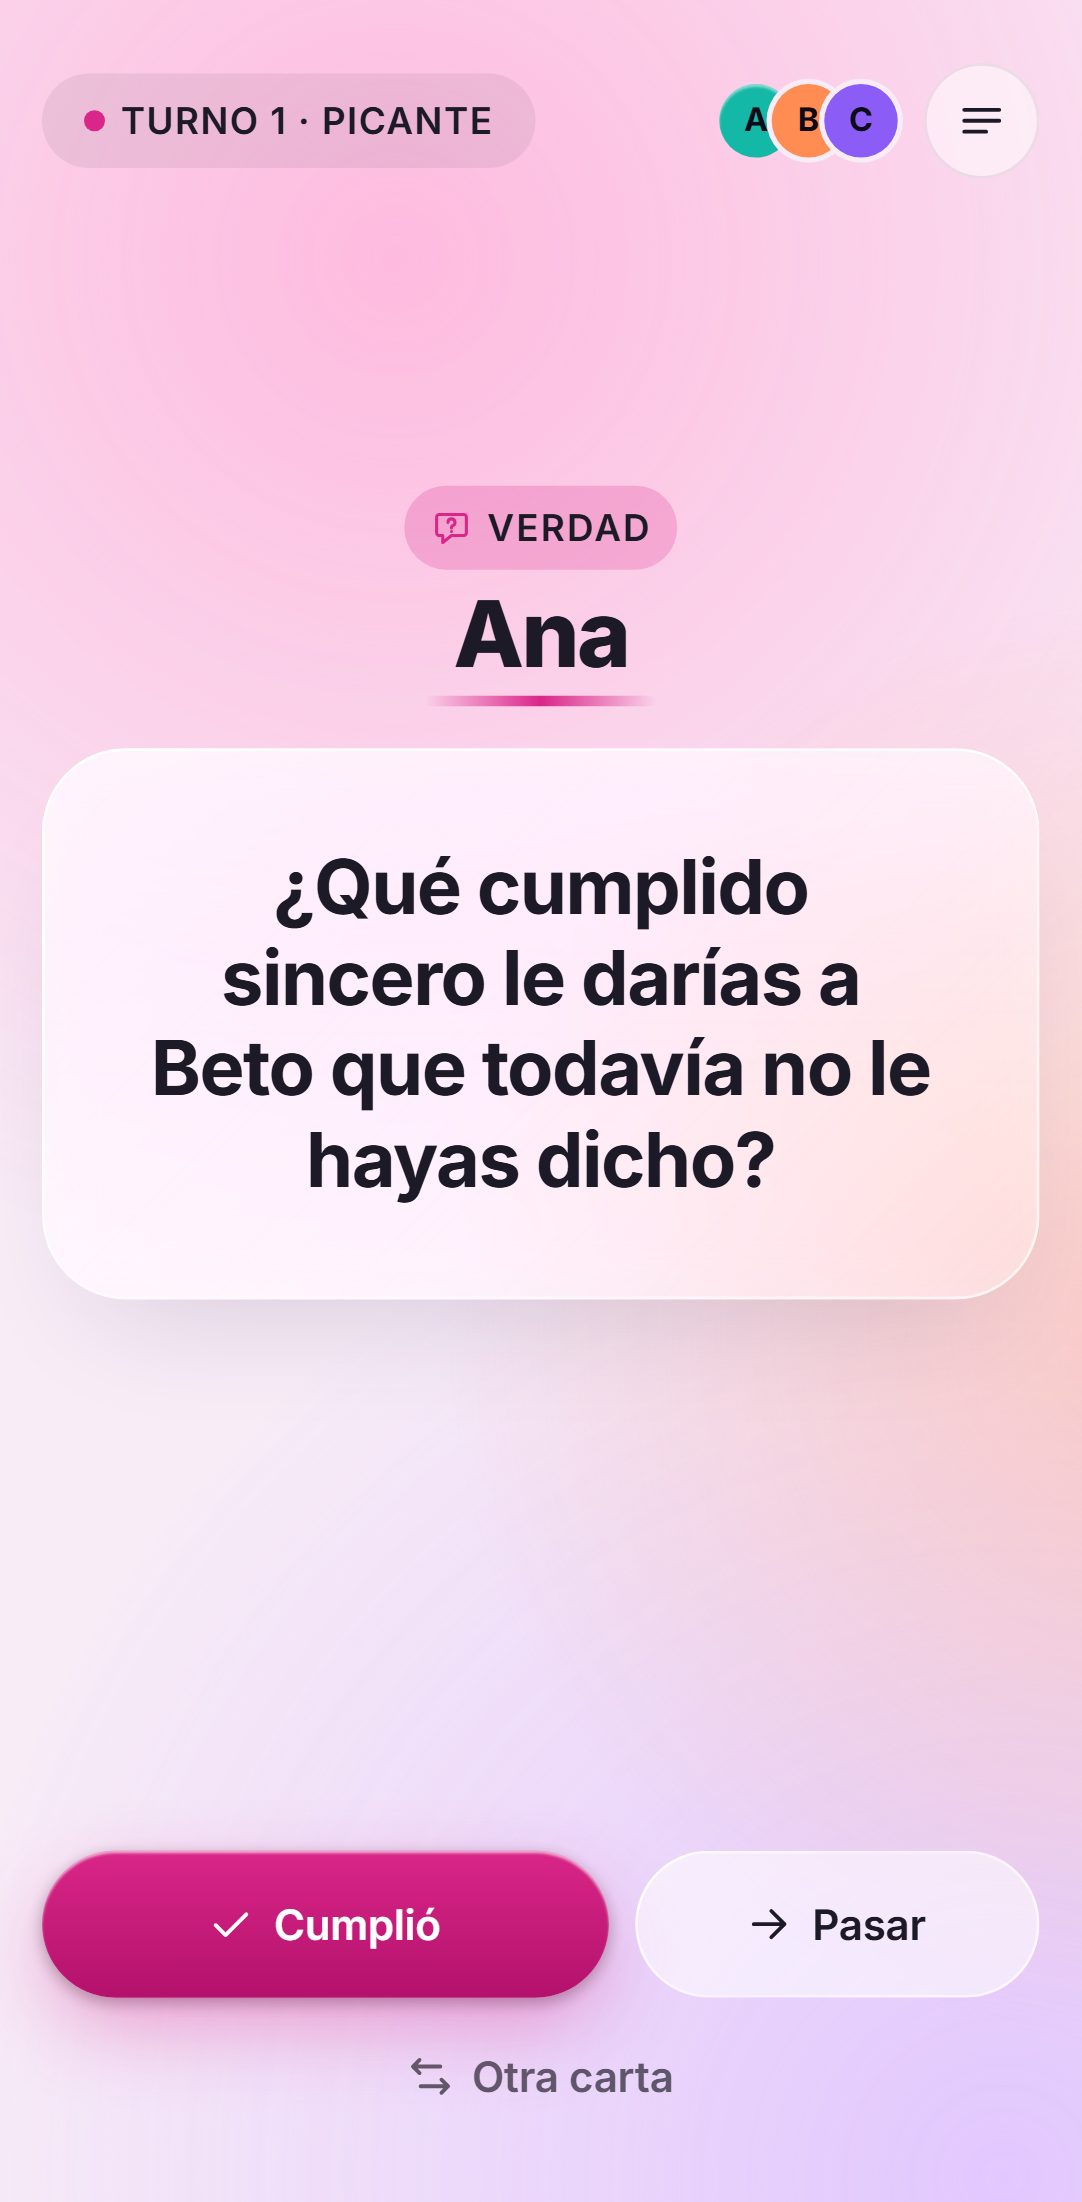 TURNO 1 · PICANTE
A B C
VERDAD
Ana
¿Qué cumplido
sincero le darías a
Beto que todavía no le
hayas dicho?
Cumplió
Pasar
Otra carta